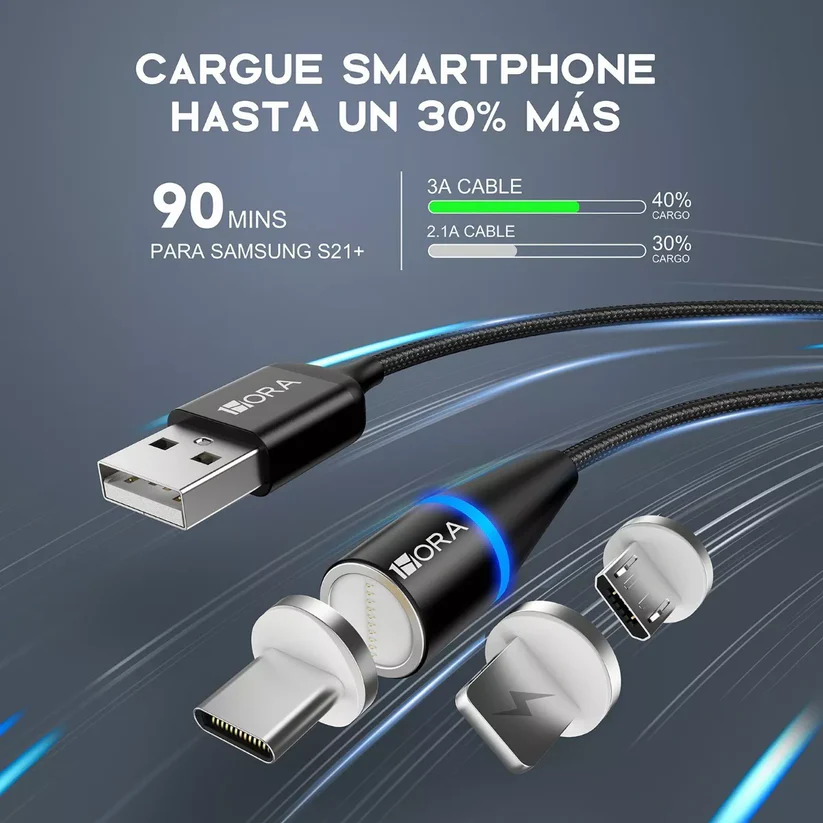 CARGUE SMARTPHONE
HASTA UN 30% MÁS
90 MINS
PARA SAMSUNG S21+
3A CABLE
40%
CARGO
2.1A CABLE
30%
CARGO
1HORA
1HORA